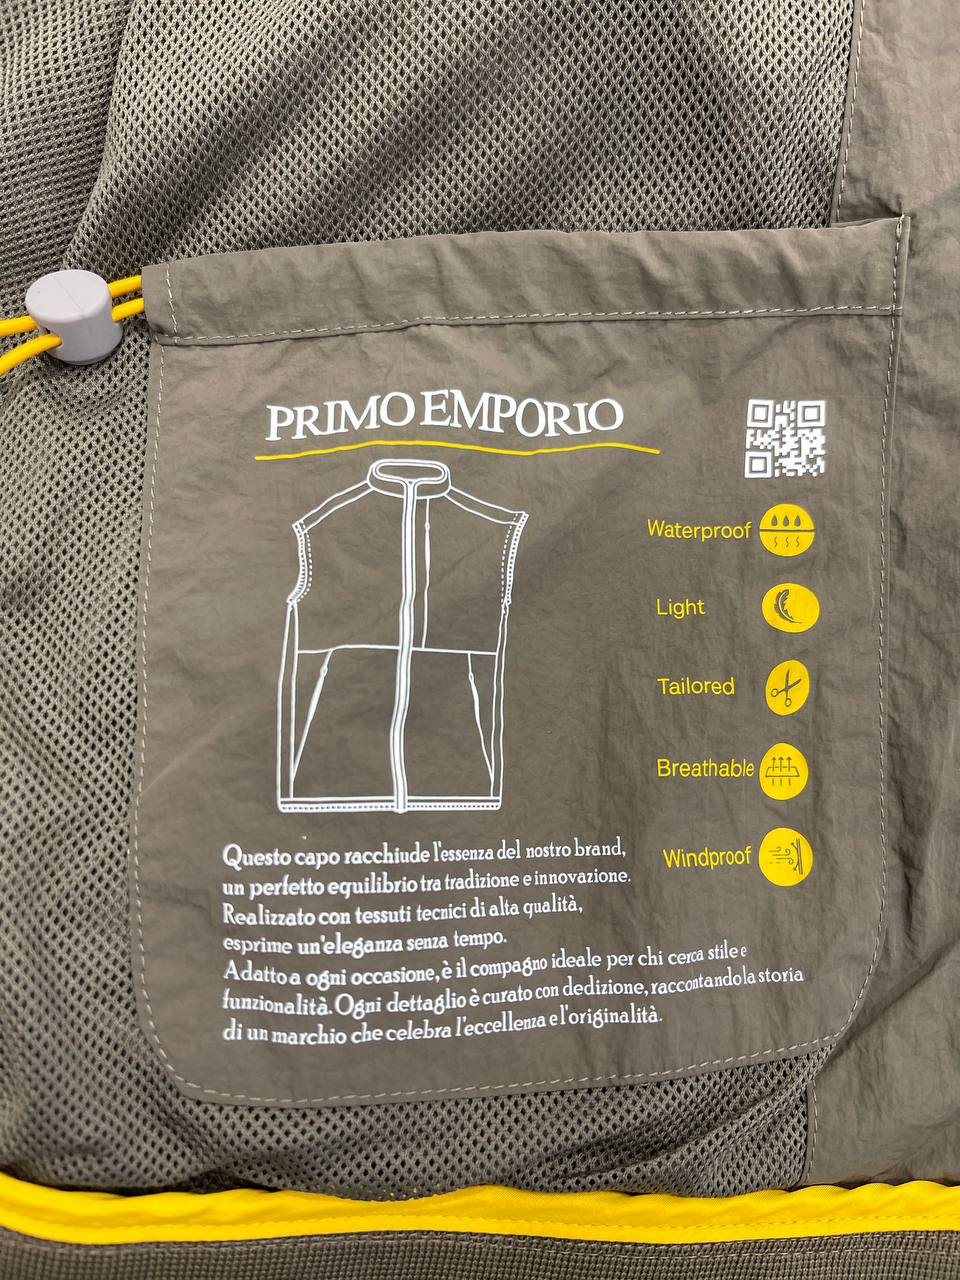 PRIMO EMPORIO
Waterproof
Light
Tailored
Breathable
Windproof
Questo capo racchiude l'essenza del nostro brand,
un perfetto equilibrio tra tradizione e innovazione.
Realizzato con tessuti tecnici di alta qualità,
esprime un'eleganza senza tempo.
Adatto a ogni occasione, è il compagno ideale per chi cerca stile e
funzionalità. Ogni dettaglio è curato con dedizione, raccontando la storia
di un marchio che celebra l'eccellenza e l'originalità.